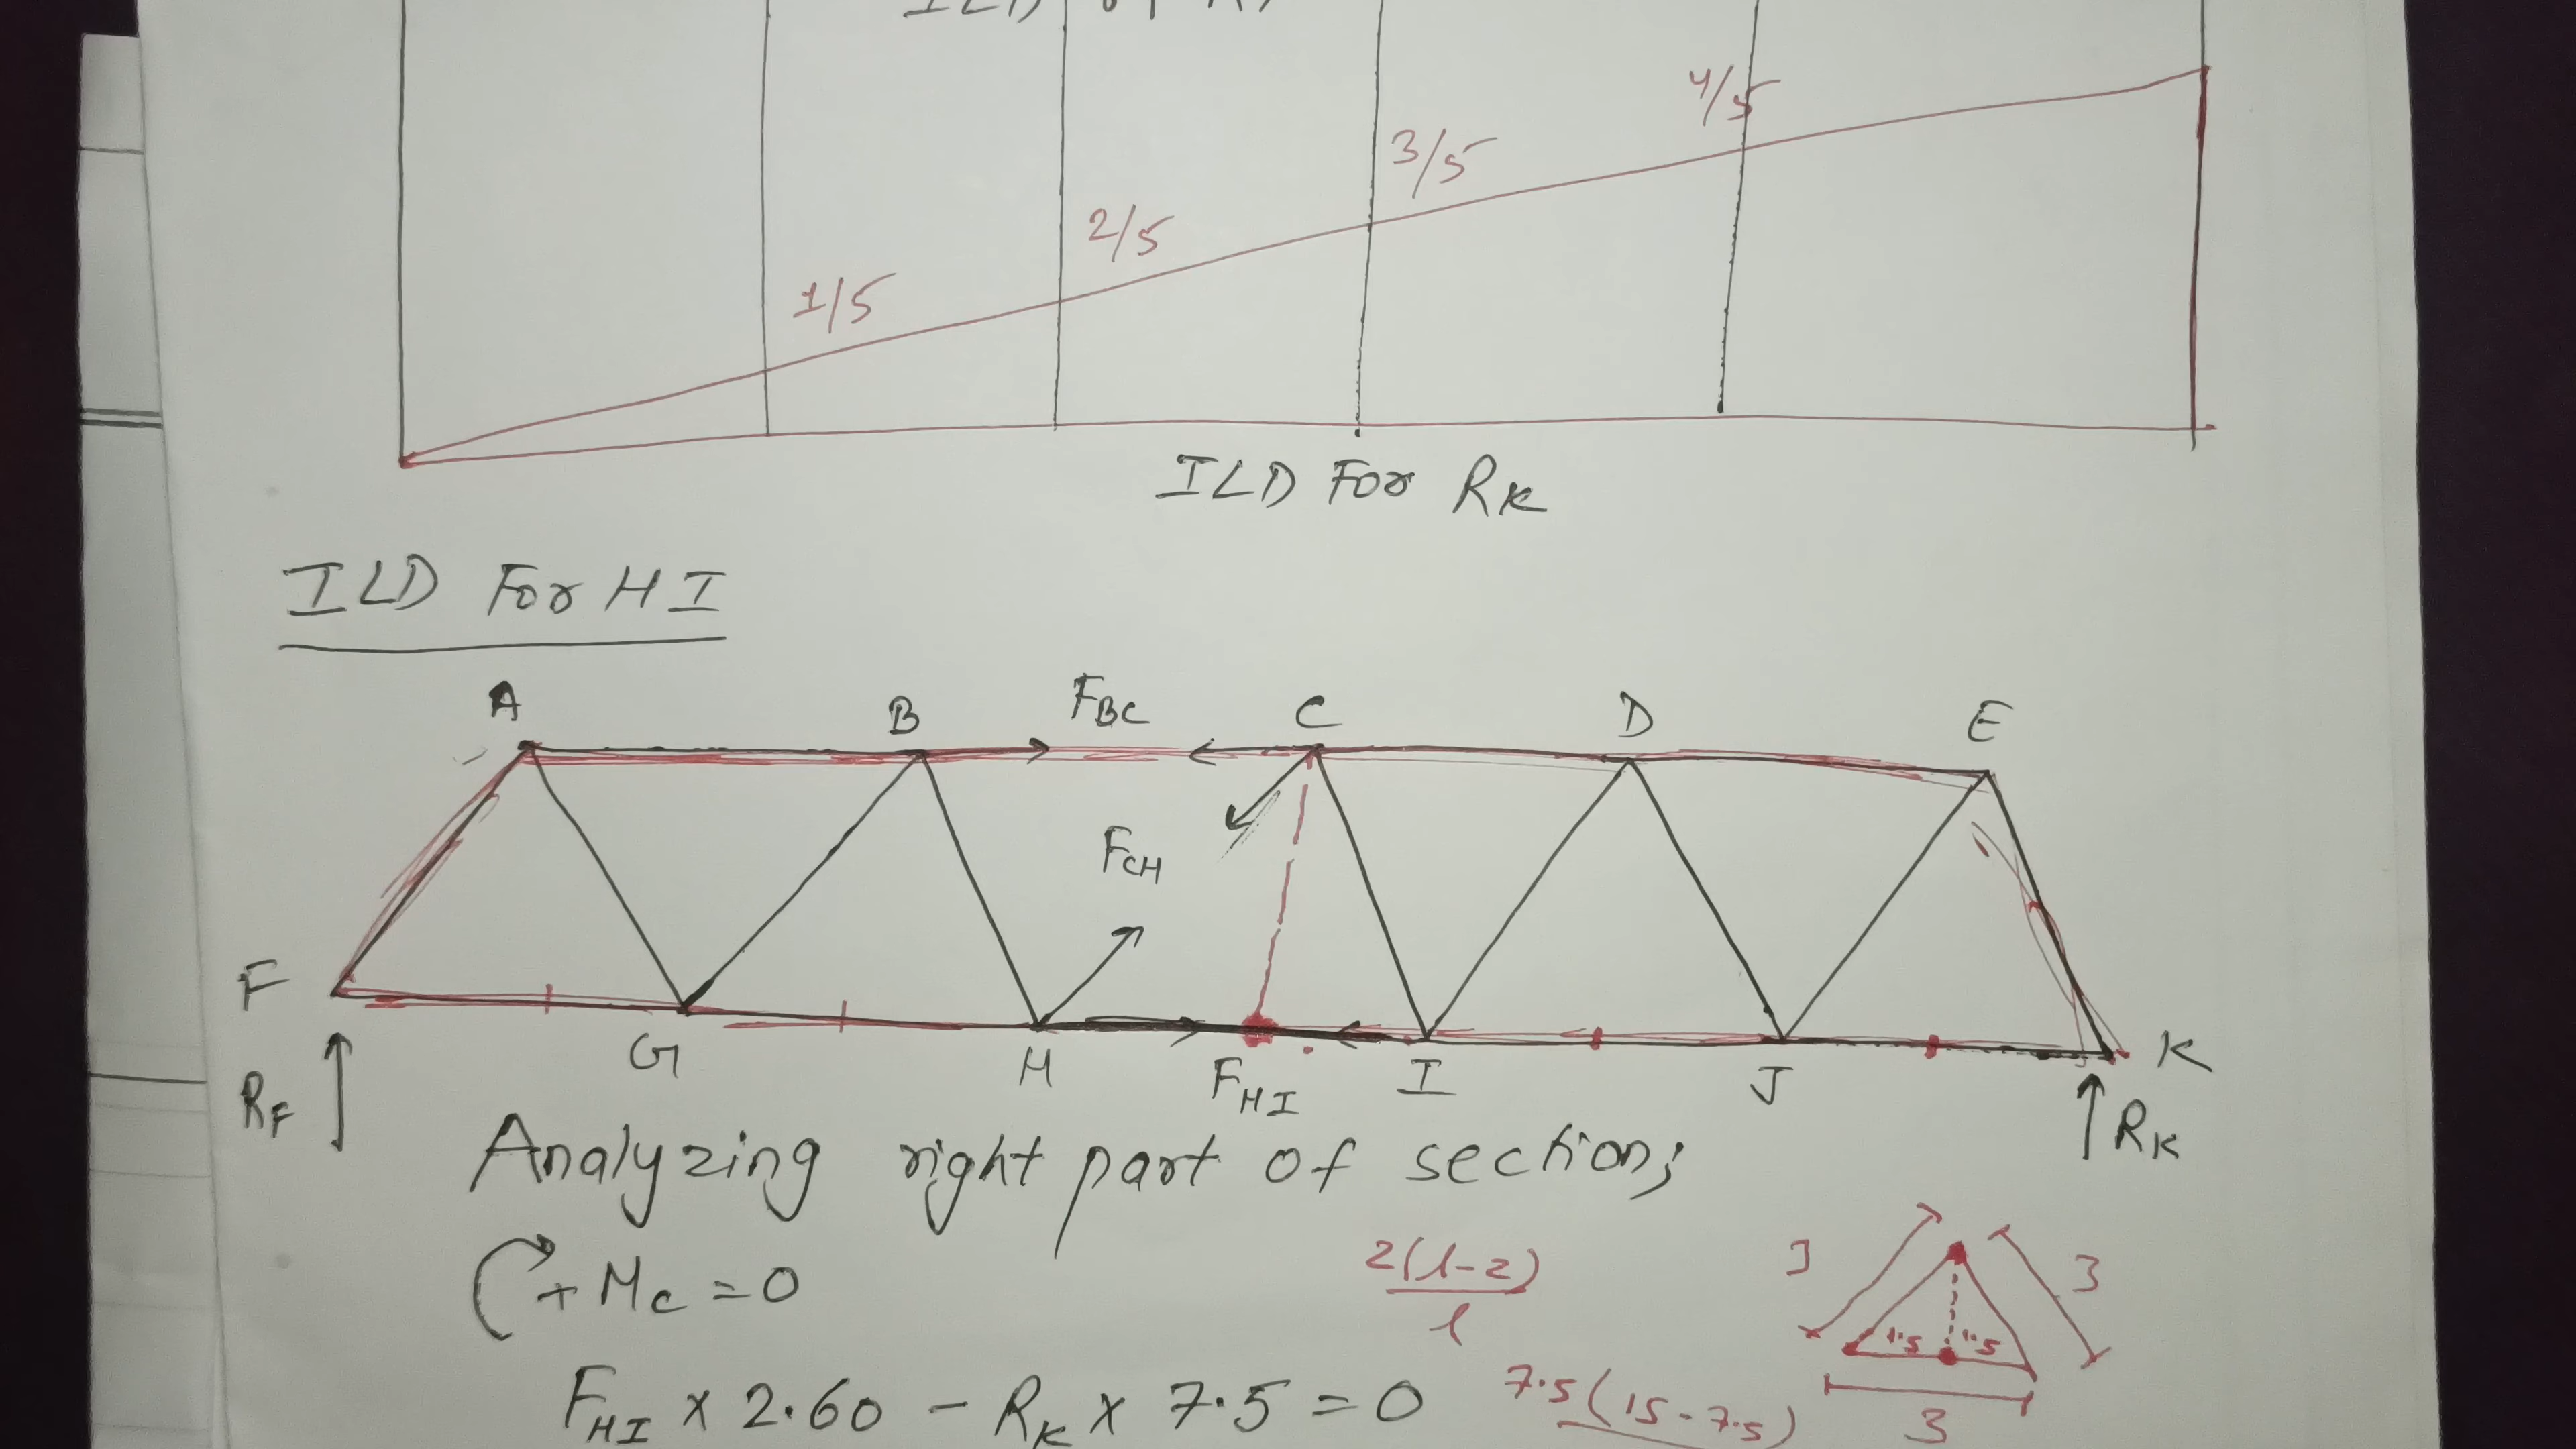 4/5
3/5
2/5
1/5
ILD For RK
ILD For HI
A B FBC C D E
FCH
F K
G H FHI I J
RF RK
Analyzing right part of section;
+ MC = 0
2(l-2)
l
3 3
1.5 1.5
3
FHI x 2.60 - RK x 7.5 = 0
7.5(15-7.5)